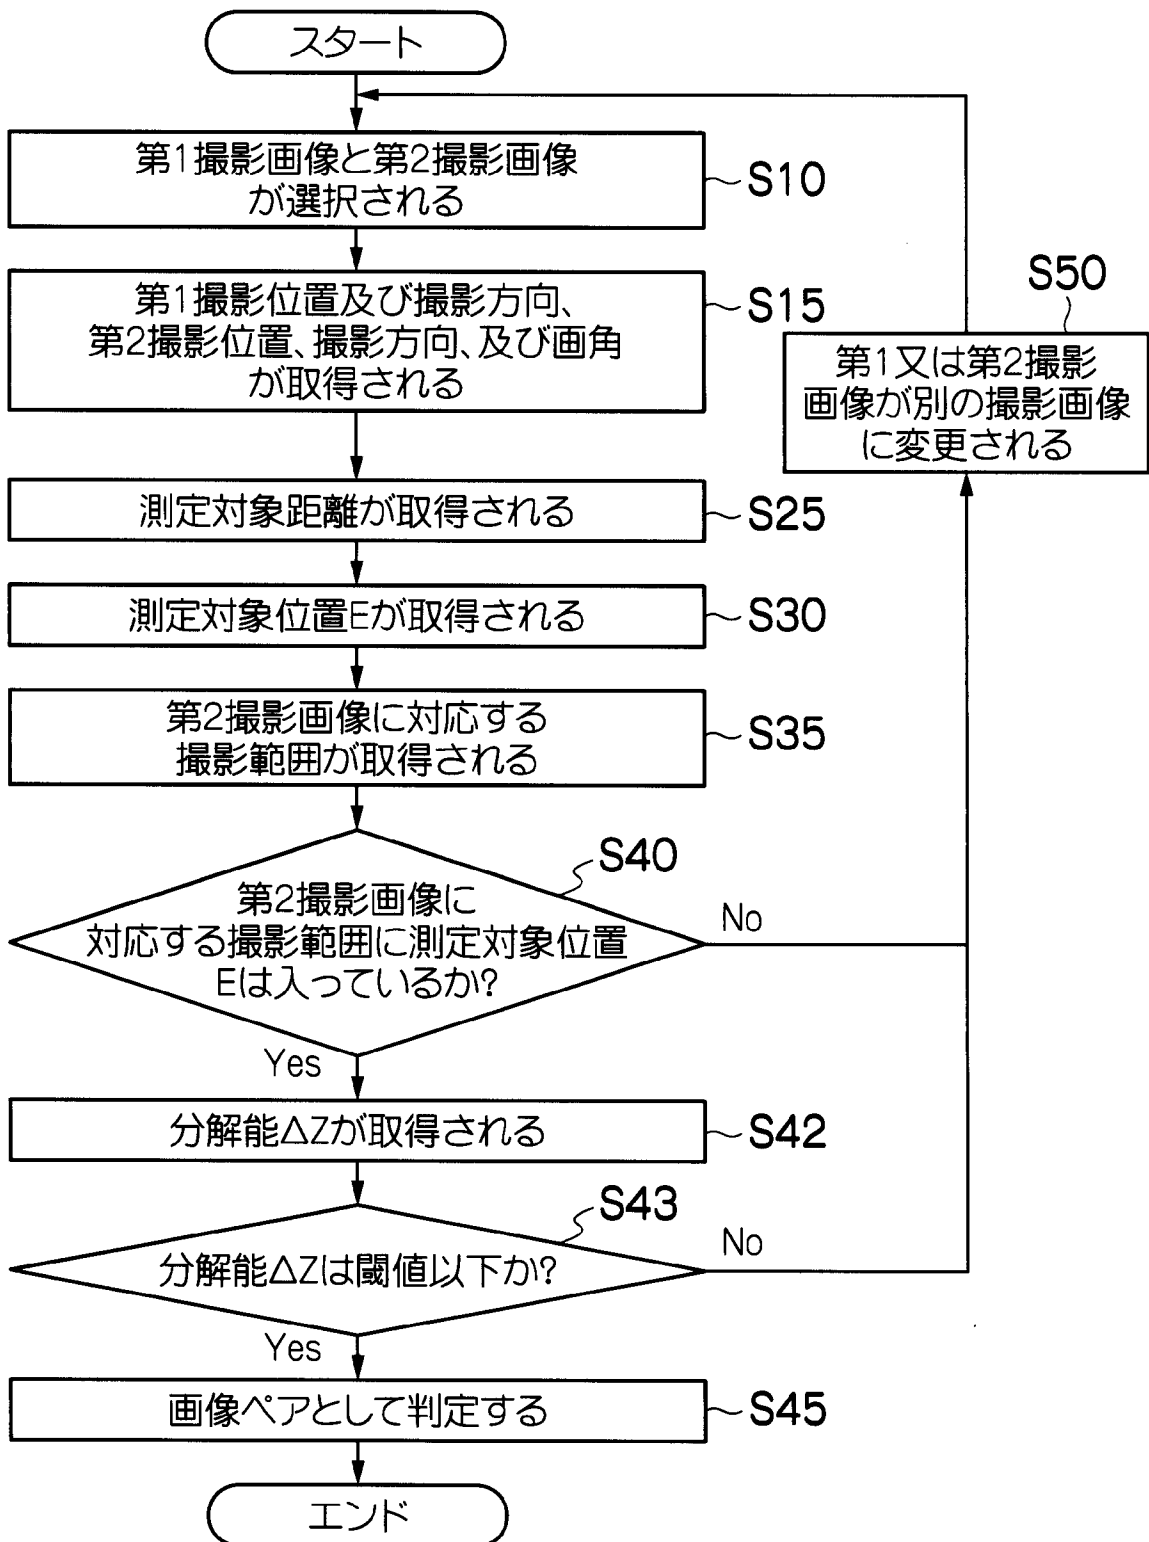 スタート
第1撮影画像と第2撮影画像
が選択される
S10
第1撮影位置及び撮影方向、
第2撮影位置、撮影方向、及び画角
が取得される
S15
S50
第1又は第2撮影
画像が別の撮影画像
に変更される
測定対象距離が取得される
S25
測定対象位置Eが取得される
S30
第2撮影画像に対応する
撮影範囲が取得される
S35
S40
第2撮影画像に
対応する撮影範囲に測定対象位置
Eは入っているか?
No
Yes
分解能ΔZが取得される
S42
S43
分解能ΔZは閾値以下か?
No
Yes
画像ペアとして判定する
S45
エンド